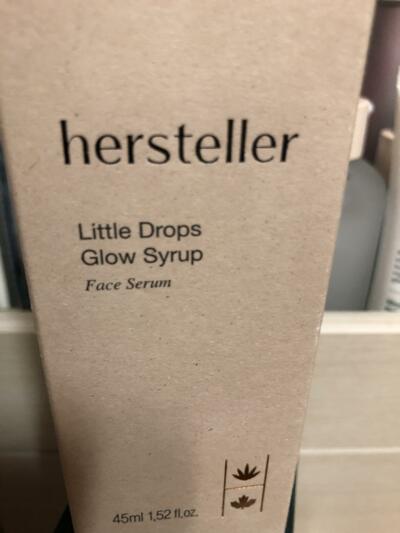 hersteller
Little Drops
Glow Syrup
Face Serum
45ml 1,52 fl.oz.